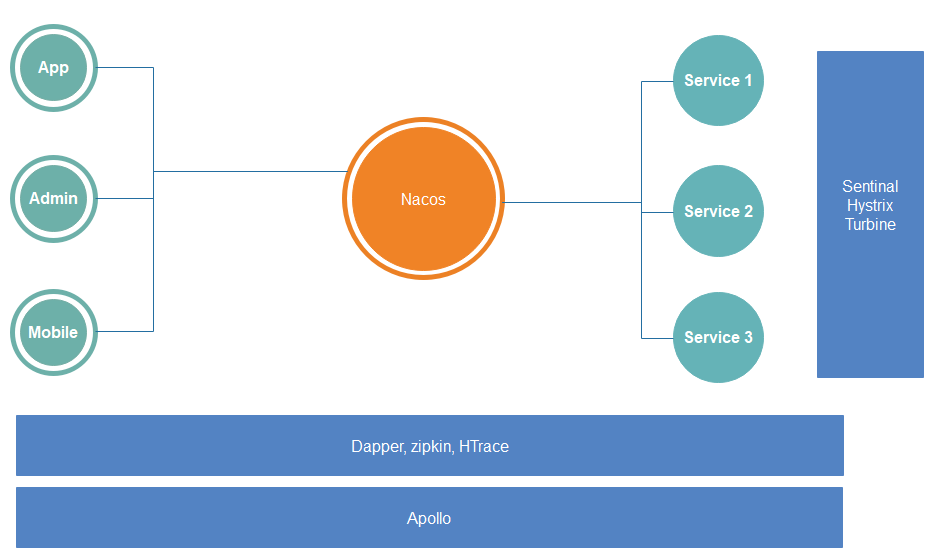 App
Admin
Mobile
Nacos
Service 1
Service 2
Service 3
Sentinal
Hystrix
Turbine
Dapper, zipkin, HTrace
Apollo